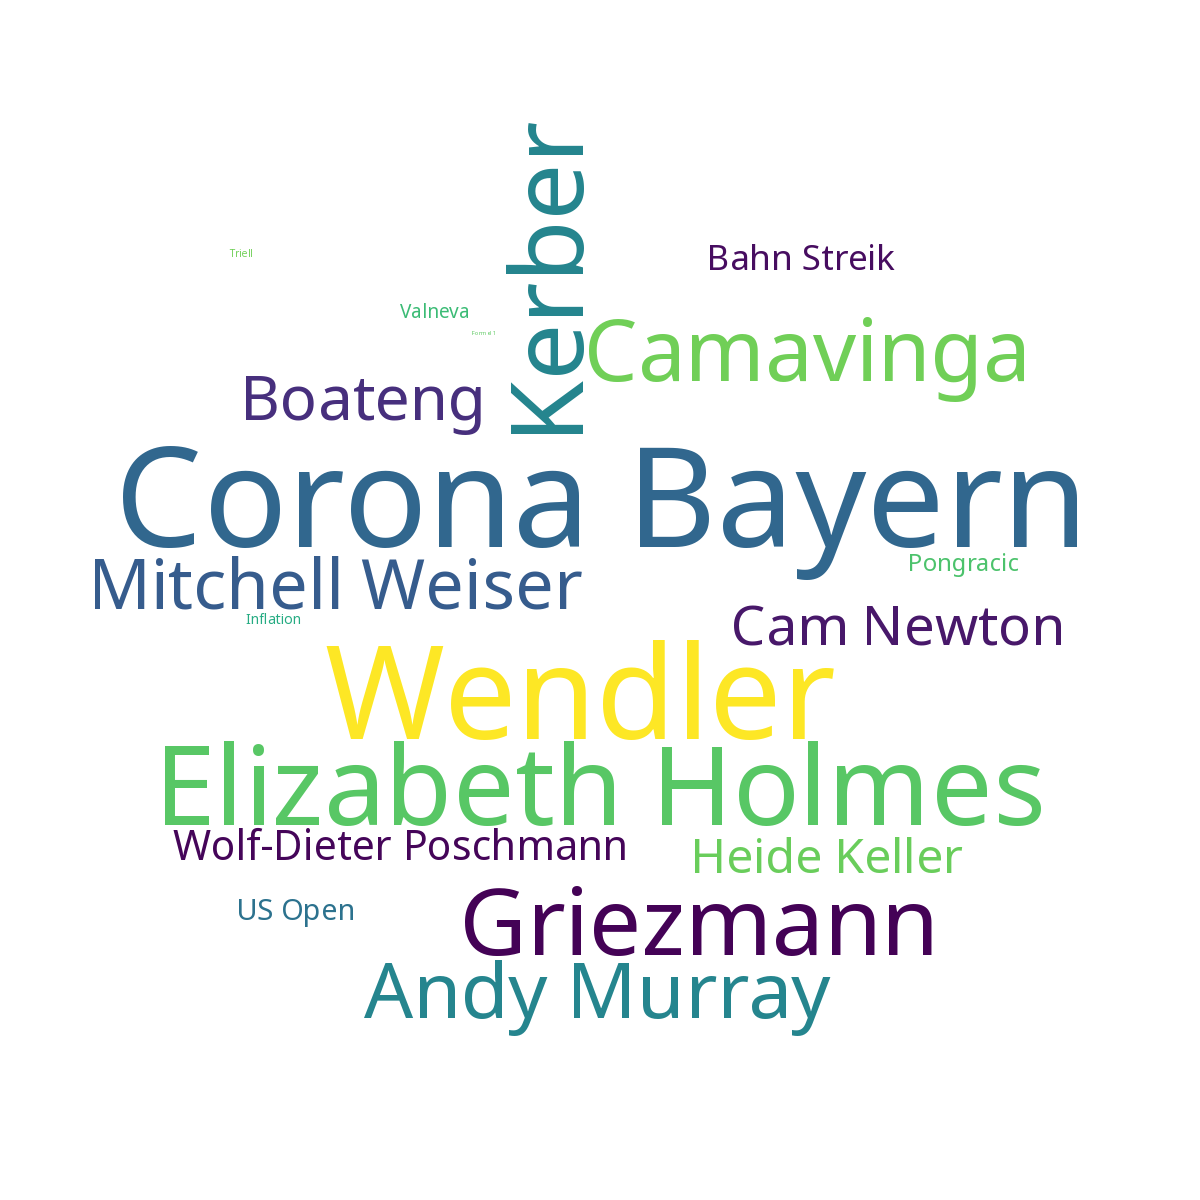 Kerber
Bahn Streik
Triell
Valneva
Formel 1
Camavinga
Boateng
Corona Bayern
Mitchell Weiser
Pongracic
Inflation
Cam Newton
Wendler
Elizabeth Holmes
Wolf-Dieter Poschmann
Heide Keller
US Open
Griezmann
Andy Murray